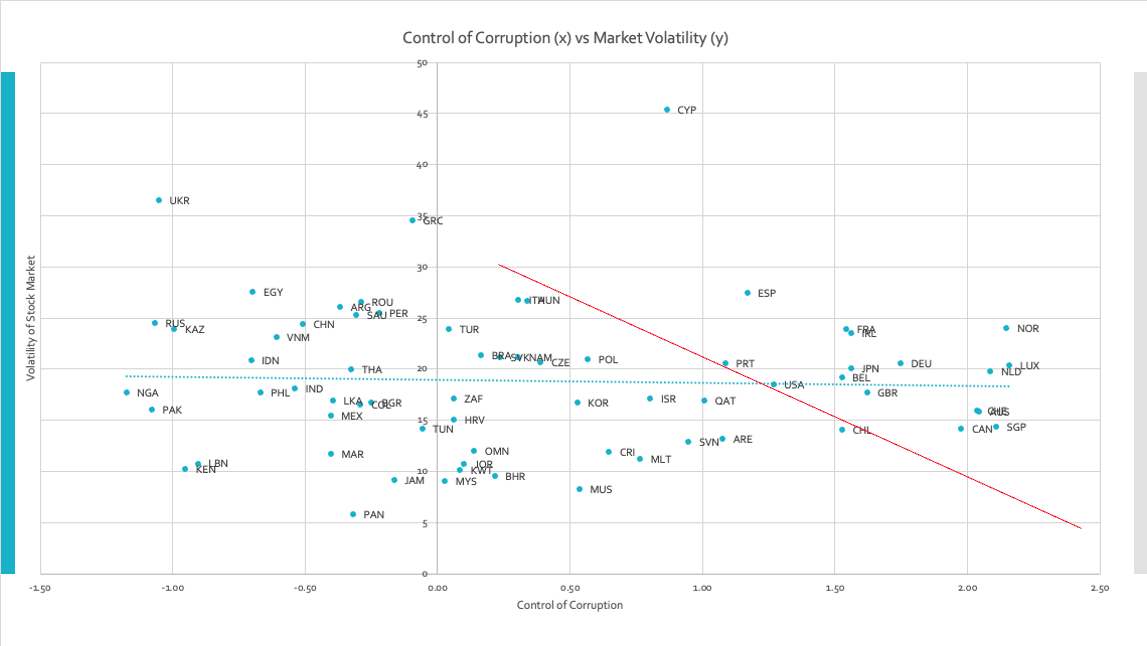 Control of Corruption (x) vs Market Volatility (y)
50
45
CYP
40
UKR
35
GRC
30
EGY
ESP
ITA HUN
ROU
ARG
SAU PER
25
RUS
KAZ
CHN
TUR
FRA
IRL
NOR
VNM
BRA SVK NAM
CZE
POL
IDN
PRT
DEU
LUX
NLD
JPN
BEL
20
THA
USA
NGA
PHL
IND
GBR
LKA
COL BGR
ZAF
KOR
ISR
QAT
PAK
MEX
CHE
AUS
15
HRV
TUN
CHL
CAN
SGP
SVN
ARE
MAR
OMN
CRI
MLT
LBN
KEN
JOR
KWT
10
BHR
JAM
MYS
MUS
PAN
5
0
-1.50
-1.00
-0.50
0.00
0.50
1.00
1.50
2.00
2.50
Control of Corruption
Volatility of Stock Market